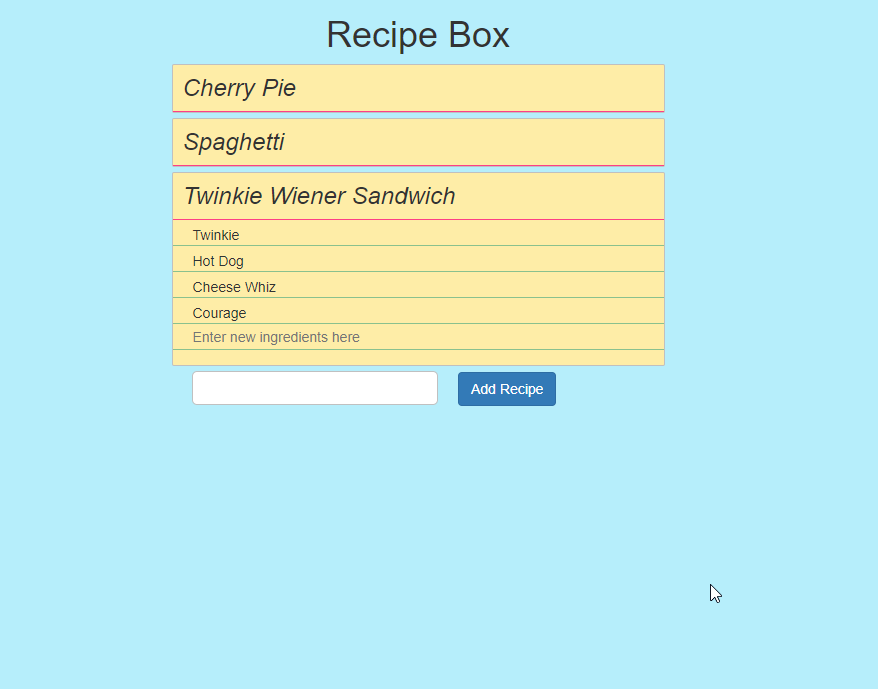 Recipe Box
Cherry Pie
Spaghetti
Twinkie Wiener Sandwich
Twinkie
Hot Dog
Cheese Whiz
Courage
Enter new ingredients here
Add Recipe